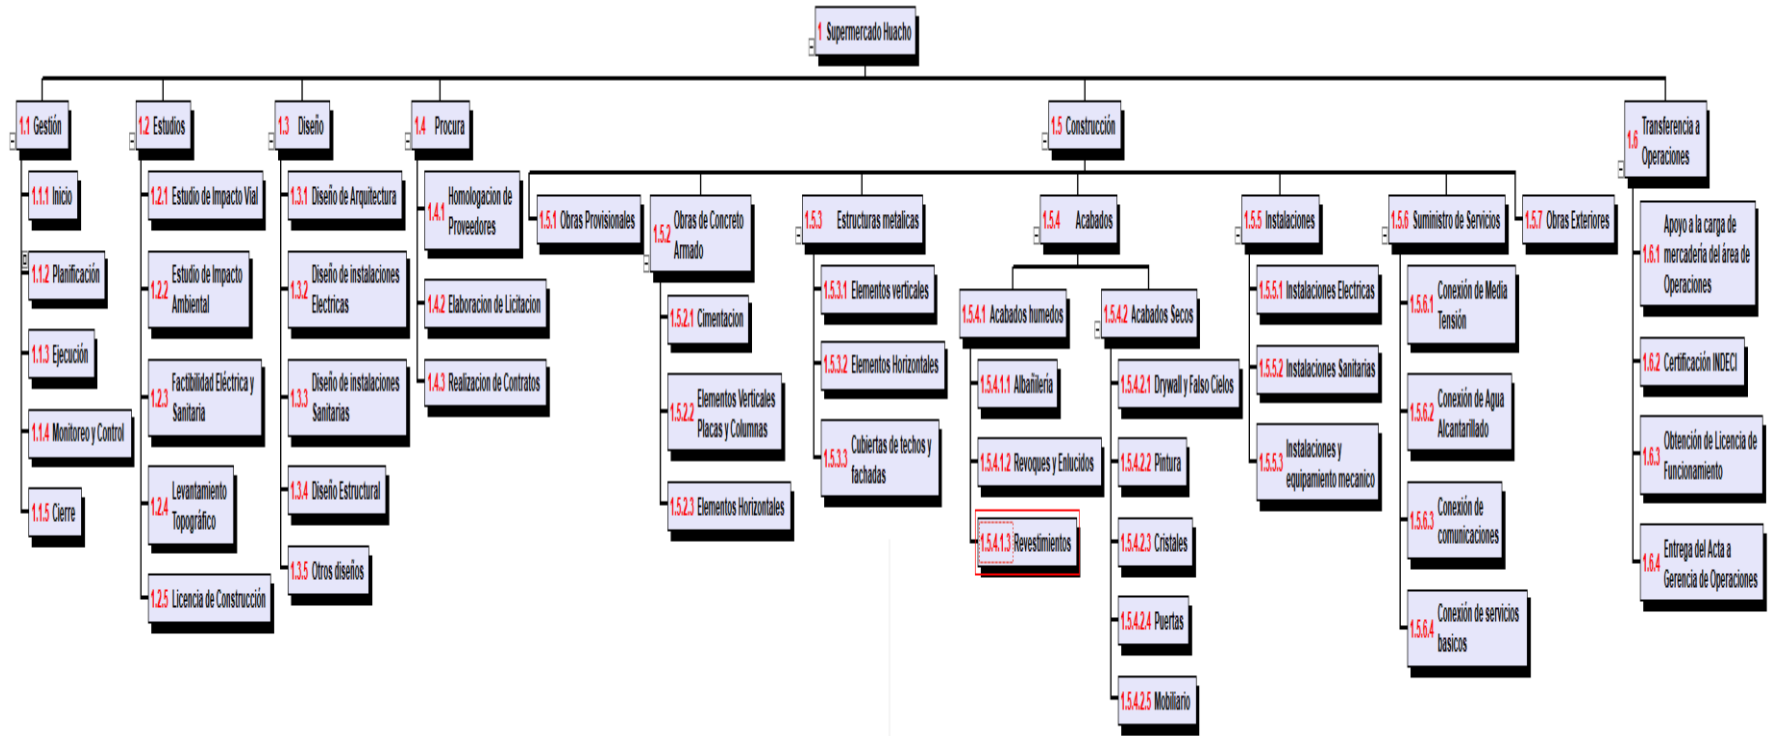 1 Supermercado Huacho
1.1 Gestión
1.1.1 Inicio
1.1.2 Planificación
1.1.3 Ejecución
1.1.4 Monitoreo y Control
1.1.5 Cierre
1.2 Estudios
1.2.1 Estudio de Impacto Vial
1.2.2 Estudio de Impacto
Ambiental
1.2.3 Factibilidad Eléctrica y
Sanitaria
1.2.4 Levantamiento
Topográfico
1.2.5 Licencia de Construcción
1.3 Diseño
1.3.1 Diseño de Arquitectura
1.3.2 Diseño de instalaciones
Electricas
1.3.3 Diseño de instalaciones
Sanitarias
1.3.4 Diseño Estructural
1.3.5 Otros diseños
1.4 Procura
1.4.1 Homologacion de
Proveedores
1.4.2 Elaboracion de Licitacion
1.4.3 Realizacion de Contratos
1.5 Construcción
1.5.1 Obras Provisionales
1.5.2 Obras de Concreto
Armado
1.5.2.1 Cimentacion
1.5.2.2 Elementos Verticales
Placas y Columnas
1.5.2.3 Elementos Horizontales
1.5.3 Estructuras metalicas
1.5.3.1 Elementos verticales
1.5.3.2 Elementos Horizontales
1.5.3.3 Cubiertas de techos y
fachadas
1.5.4 Acabados
1.5.4.1 Acabados humedos
1.5.4.1.1 Albañilería
1.5.4.1.2 Revoques y Enlucidos
1.5.4.1.3 Revestimientos
1.5.4.2 Acabados Secos
1.5.4.2.1 Drywall y Falso Cielos
1.5.4.2.2 Pintura
1.5.4.2.3 Cristales
1.5.4.2.4 Puertas
1.5.4.2.5 Mobiliario
1.5.5 Instalaciones
1.5.5.1 Instalaciones Electricas
1.5.5.2 Instalaciones Sanitarias
1.5.5.3 Instalaciones y
equipamiento mecanico
1.5.6 Suministro de Servicios
1.5.6.1 Conexión de Media
Tensión
1.5.6.2 Conexión de Agua
Alcantarillado
1.5.6.3 Conexión de
comunicaciones
1.5.6.4 Conexión de servicios
basicos
1.5.7 Obras Exteriores
1.6 Transferencia a
Operaciones
1.6.1 Apoyo a la carga de
mercadería del área de
Operaciones
1.6.2 Certificación INDECI
1.6.3 Obtención de Licencia de
Funcionamiento
1.6.4 Entrega del Acta a
Gerencia de Operaciones